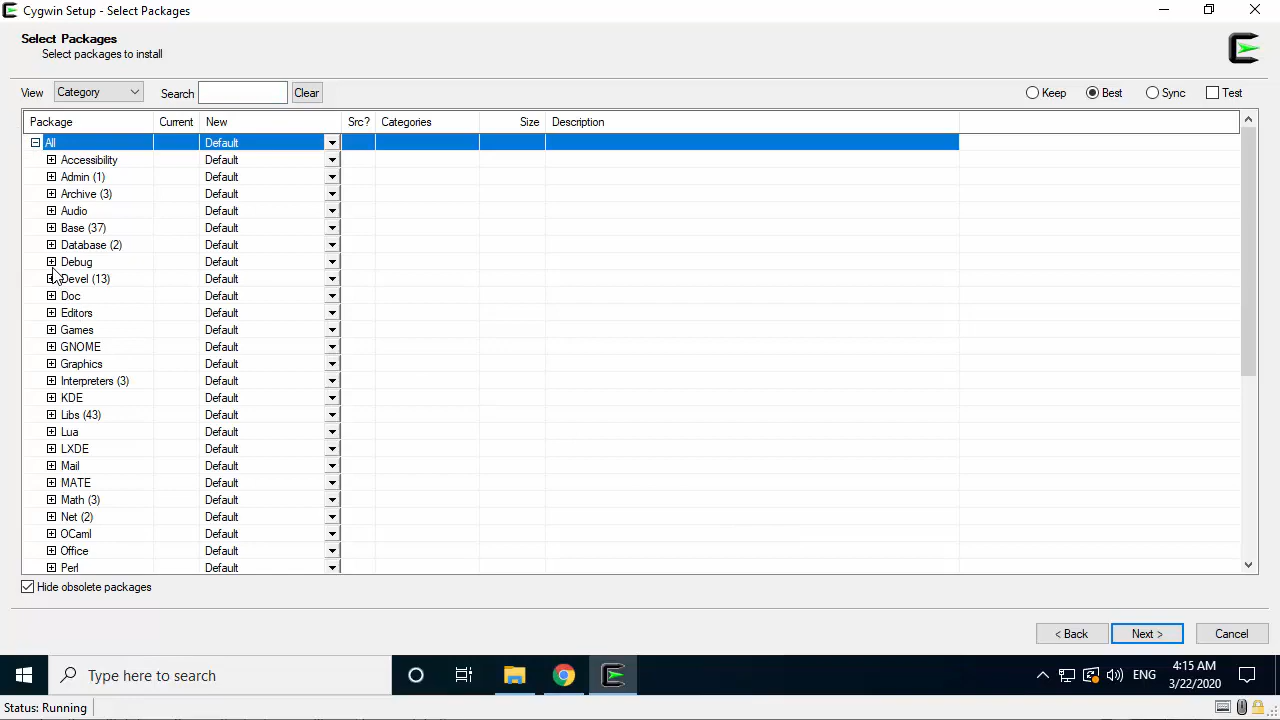 Cygwin Setup - Select Packages
Select Packages
Select packages to install
View Category Search Clear Keep Best Sync Test
Package Current New Src? Categories Size Description
All Default
Accessibility Default
Admin (1) Default
Archive (3) Default
Audio Default
Base (37) Default
Database (2) Default
Debug Default
Devel (13) Default
Doc Default
Editors Default
Games Default
GNOME Default
Graphics Default
Interpreters (3) Default
KDE Default
Libs (43) Default
Lua Default
LXDE Default
Mail Default
MATE Default
Math (3) Default
Net (2) Default
OCaml Default
Office Default
Perl Default
Hide obsolete packages
< Back Next > Cancel
Type here to search ENG 4:15 AM
3/22/2020
Status: Running